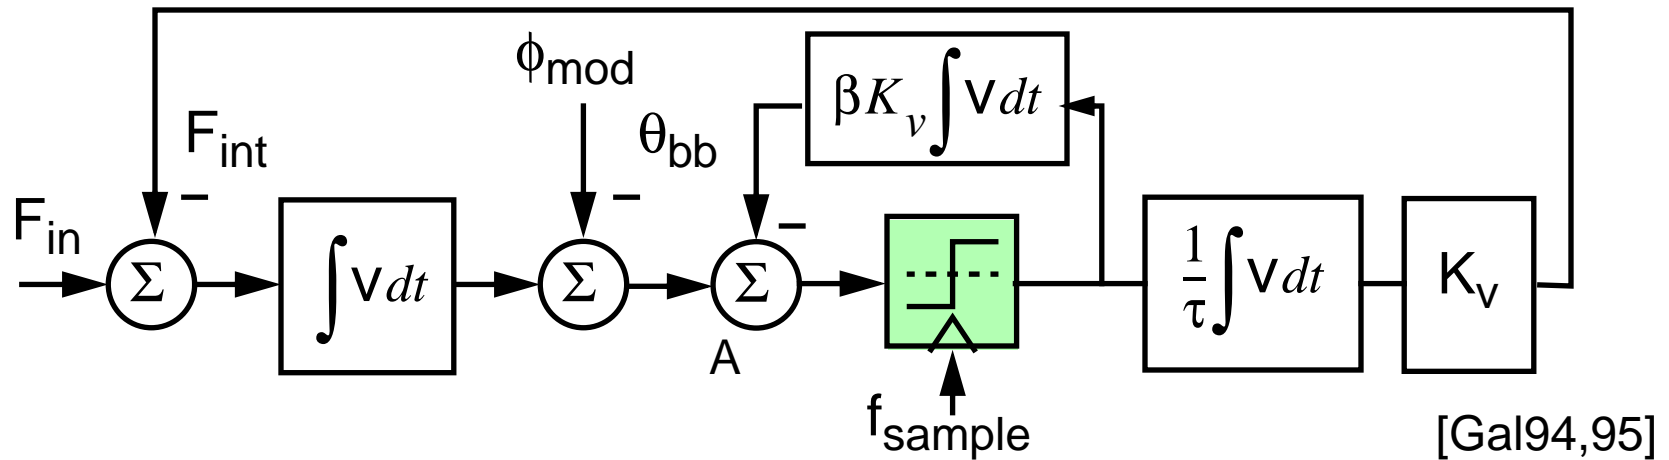 ϕmod
βKv∫vdt
θbb
Fint
−
−
−
Fin
Σ
∫vdt
Σ
Σ
1/τ∫vdt
Kv
A
fsample
[Gal94,95]